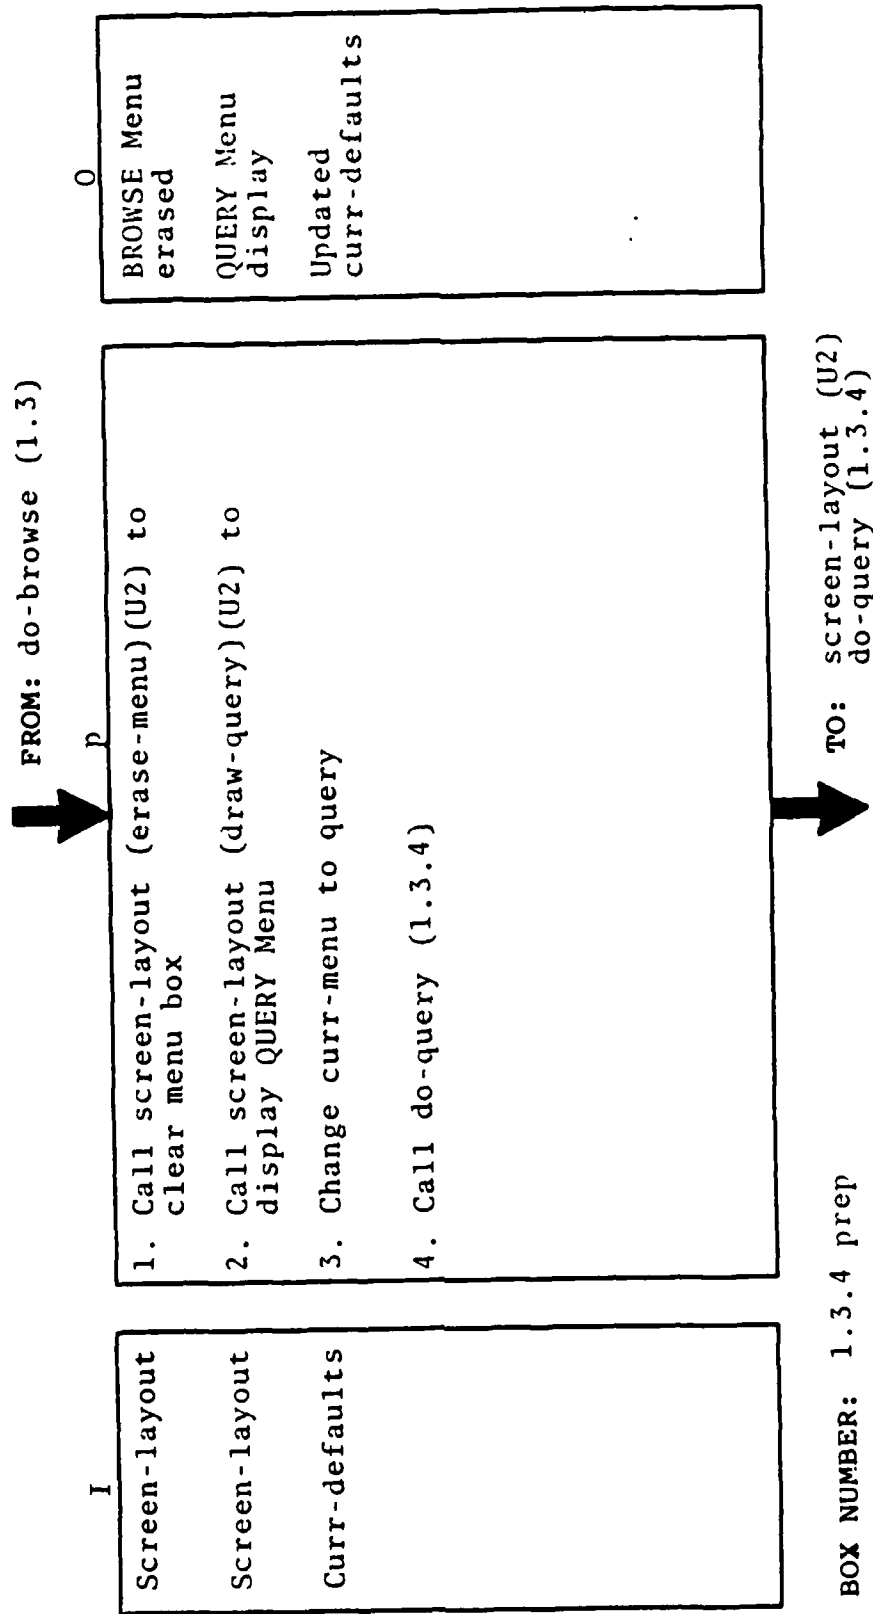 FROM: do-browse (1.3)
I
Screen-layout
Screen-layout
Curr-defaults
p
1. Call screen-layout (erase-menu)(U2) to
clear menu box
2. Call screen-layout (draw-query)(U2) to
display QUERY Menu
3. Change curr-menu to query
4. Call do-query (1.3.4)
O
BROWSE Menu
erased
QUERY Menu
display
Updated
curr-defaults
BOX NUMBER: 1.3.4 prep
TO: screen-layout (U2)
do-query (1.3.4)